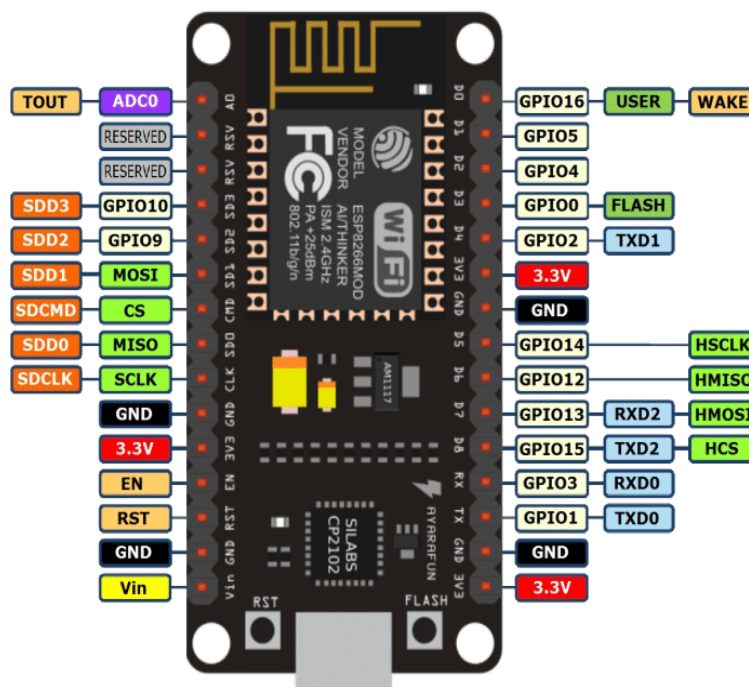 TOUT ADC0 A0 D0 GPIO16 USER WAKE
RESERVED RSV D1 GPIO5
RESERVED RSV D2 GPIO4
SDD3 GPIO10 SD3 D3 GPIO0 FLASH
SDD2 GPIO9 SD2 D4 GPIO2 TXD1
SDD1 MOSI SD1 3V3 3.3V
SDCMD CS CMD GND GND
SDD0 MISO SD0 D5 GPIO14 HSCLK
SDCLK SCLK CLK D6 GPIO12 HMISO
GND GND D7 GPIO13 RXD2 HMOSI
3.3V 3V3 D8 GPIO15 TXD2 HCS
EN EN RX GPIO3 RXD0
RST RST TX GPIO1 TXD0
GND GND GND GND
Vin Vin 3V3 3.3V
MODEL ESP8266MOD
VENDOR AI/THINKER
ISM 2.4GHz
PA +25dBm
802.11b/g/n
FC
Wi Fi
AM1117
SILABS
CP2102
AYARAFUN
RST
FLASH